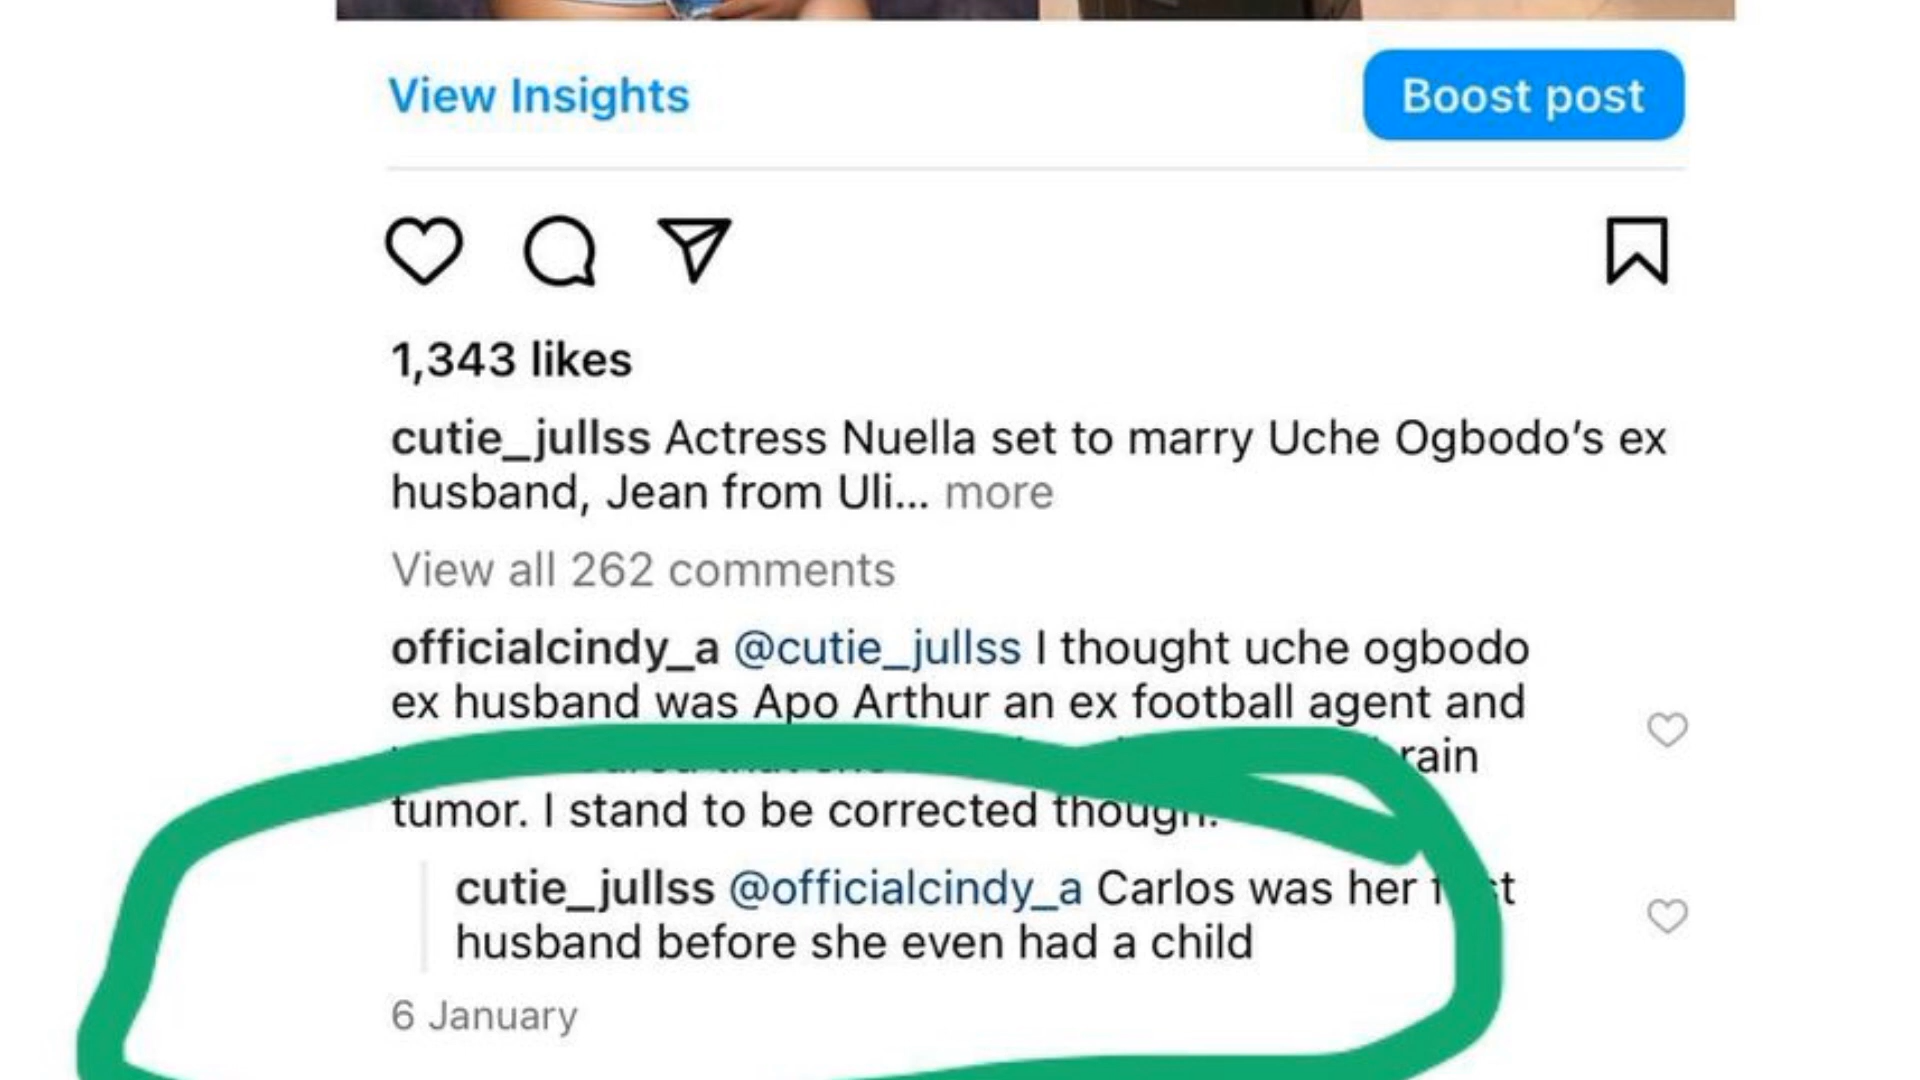 View Insights
Boost post
1,343 likes
cutie_jullss Actress Nuella set to marry Uche Ogbodo's ex
husband, Jean from Uli... more
View all 262 comments
officialcindy_a @cutie_jullss I thought uche ogbodo
ex husband was Apo Arthur an ex football agent and
that
tumor. I stand to be corrected though.
cutie_jullss @officialcindy_a Carlos was her
husband before she even had a child
6 January